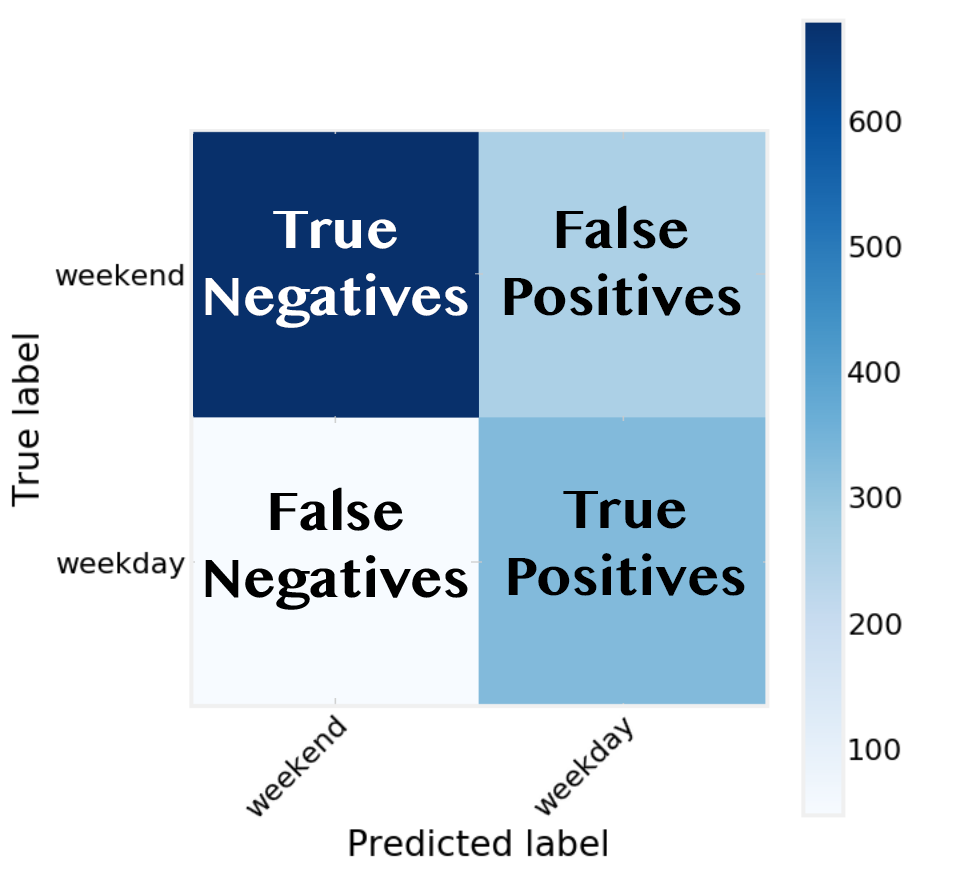 600
True
Negatives
False
Positives
500
weekend
400
True label
False
Negatives
True
Positives
300
weekday
200
100
weekend
weekday
Predicted label